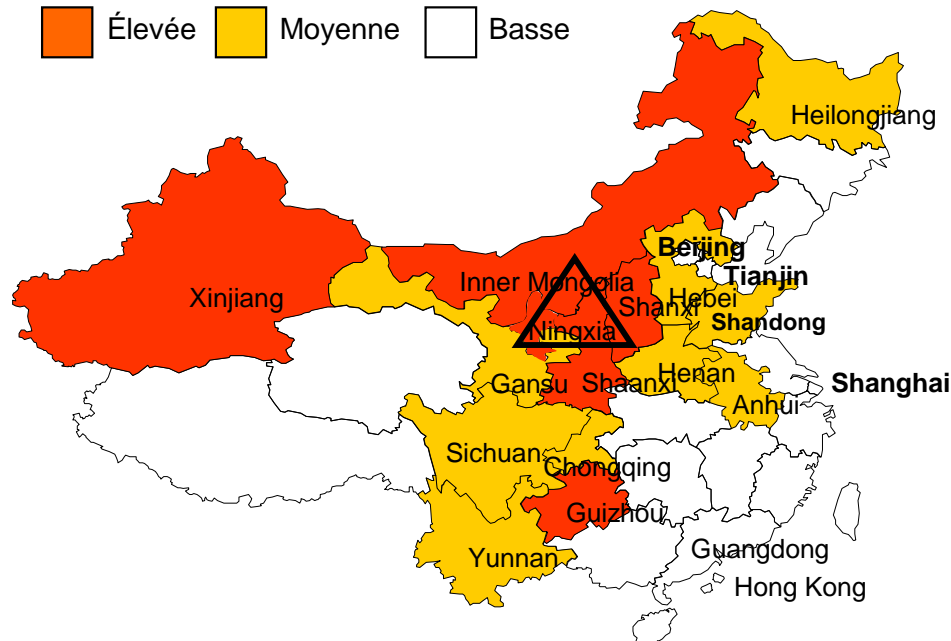 Élevée
Moyenne
Basse
Heilongjiang
Beijing
Inner Mongolia
Tianjin
Xinjiang
Shanxi
Hebei
Ningxia
Shandong
Gansu
Shaanxi
Henan
Shanghai
Anhui
Sichuan
Chongqing
Guizhou
Yunnan
Guangdong
Hong Kong